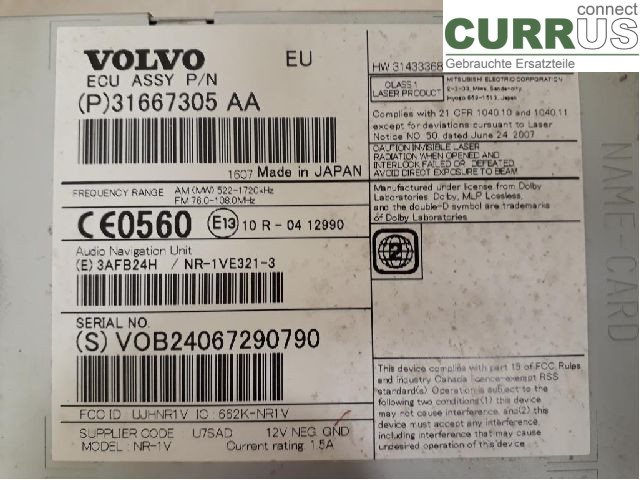 connect
CURRUS
Gebrauchte Ersatzteile
VOLVO EU
ECU ASSY P/N
(P)31667305 AA
1607 Made in JAPAN
FREQUENCY RANGE AM(MW) 522-1720kHz
FM 76.0-108.0MHz
CE0560 E13 10 R - 04 12990
Audio Navigation Unit
(E) 3AFB24H / NR-1VE321-3
SERIAL NO.
(S) VOB24067290790
FCC ID UJHNR1V IC : 662K-NR1V
SUPPLIER CODE U7SAD 12V NEG. GND
MODEL : NR-1V Current rating: 1.5A
HW 31433368
CLASS 1
LASER PRODUCT
MITSUBISHI ELECTRIC CORPORATION
Japan
Complies with 21 CFR 1040.10 and 1040.11
except for deviations pursuant to Laser
Notice NO. 50, dated June 24, 2007
CAUTION INVISIBLE LASER
RADIATION WHEN OPENED AND
INTERLOCK FAILED OR DEFEATED
AVOID DIRECT EXPOSURE TO BEAM
Manufactured under license from Dolby
Laboratories. Dolby, MLP Lossless,
and the double-D symbol are trademarks
of Dolby Laboratories
2
This device complies with part 15 of FCC Rules
and Industry Canada licence-exempt RSS
standard(s). Operation is subject to the
following two conditions:(1) this device
may not cause interference, and(2) this
device must accept any interference,
including interference that may cause
undesired operation of this device.
NAME-CARD